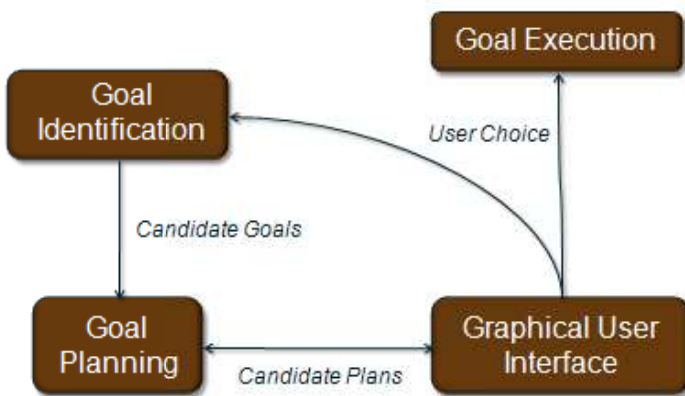 Goal Execution
Goal
Identification
User Choice
Candidate Goals
Goal
Planning
Graphical User
Interface
Candidate Plans